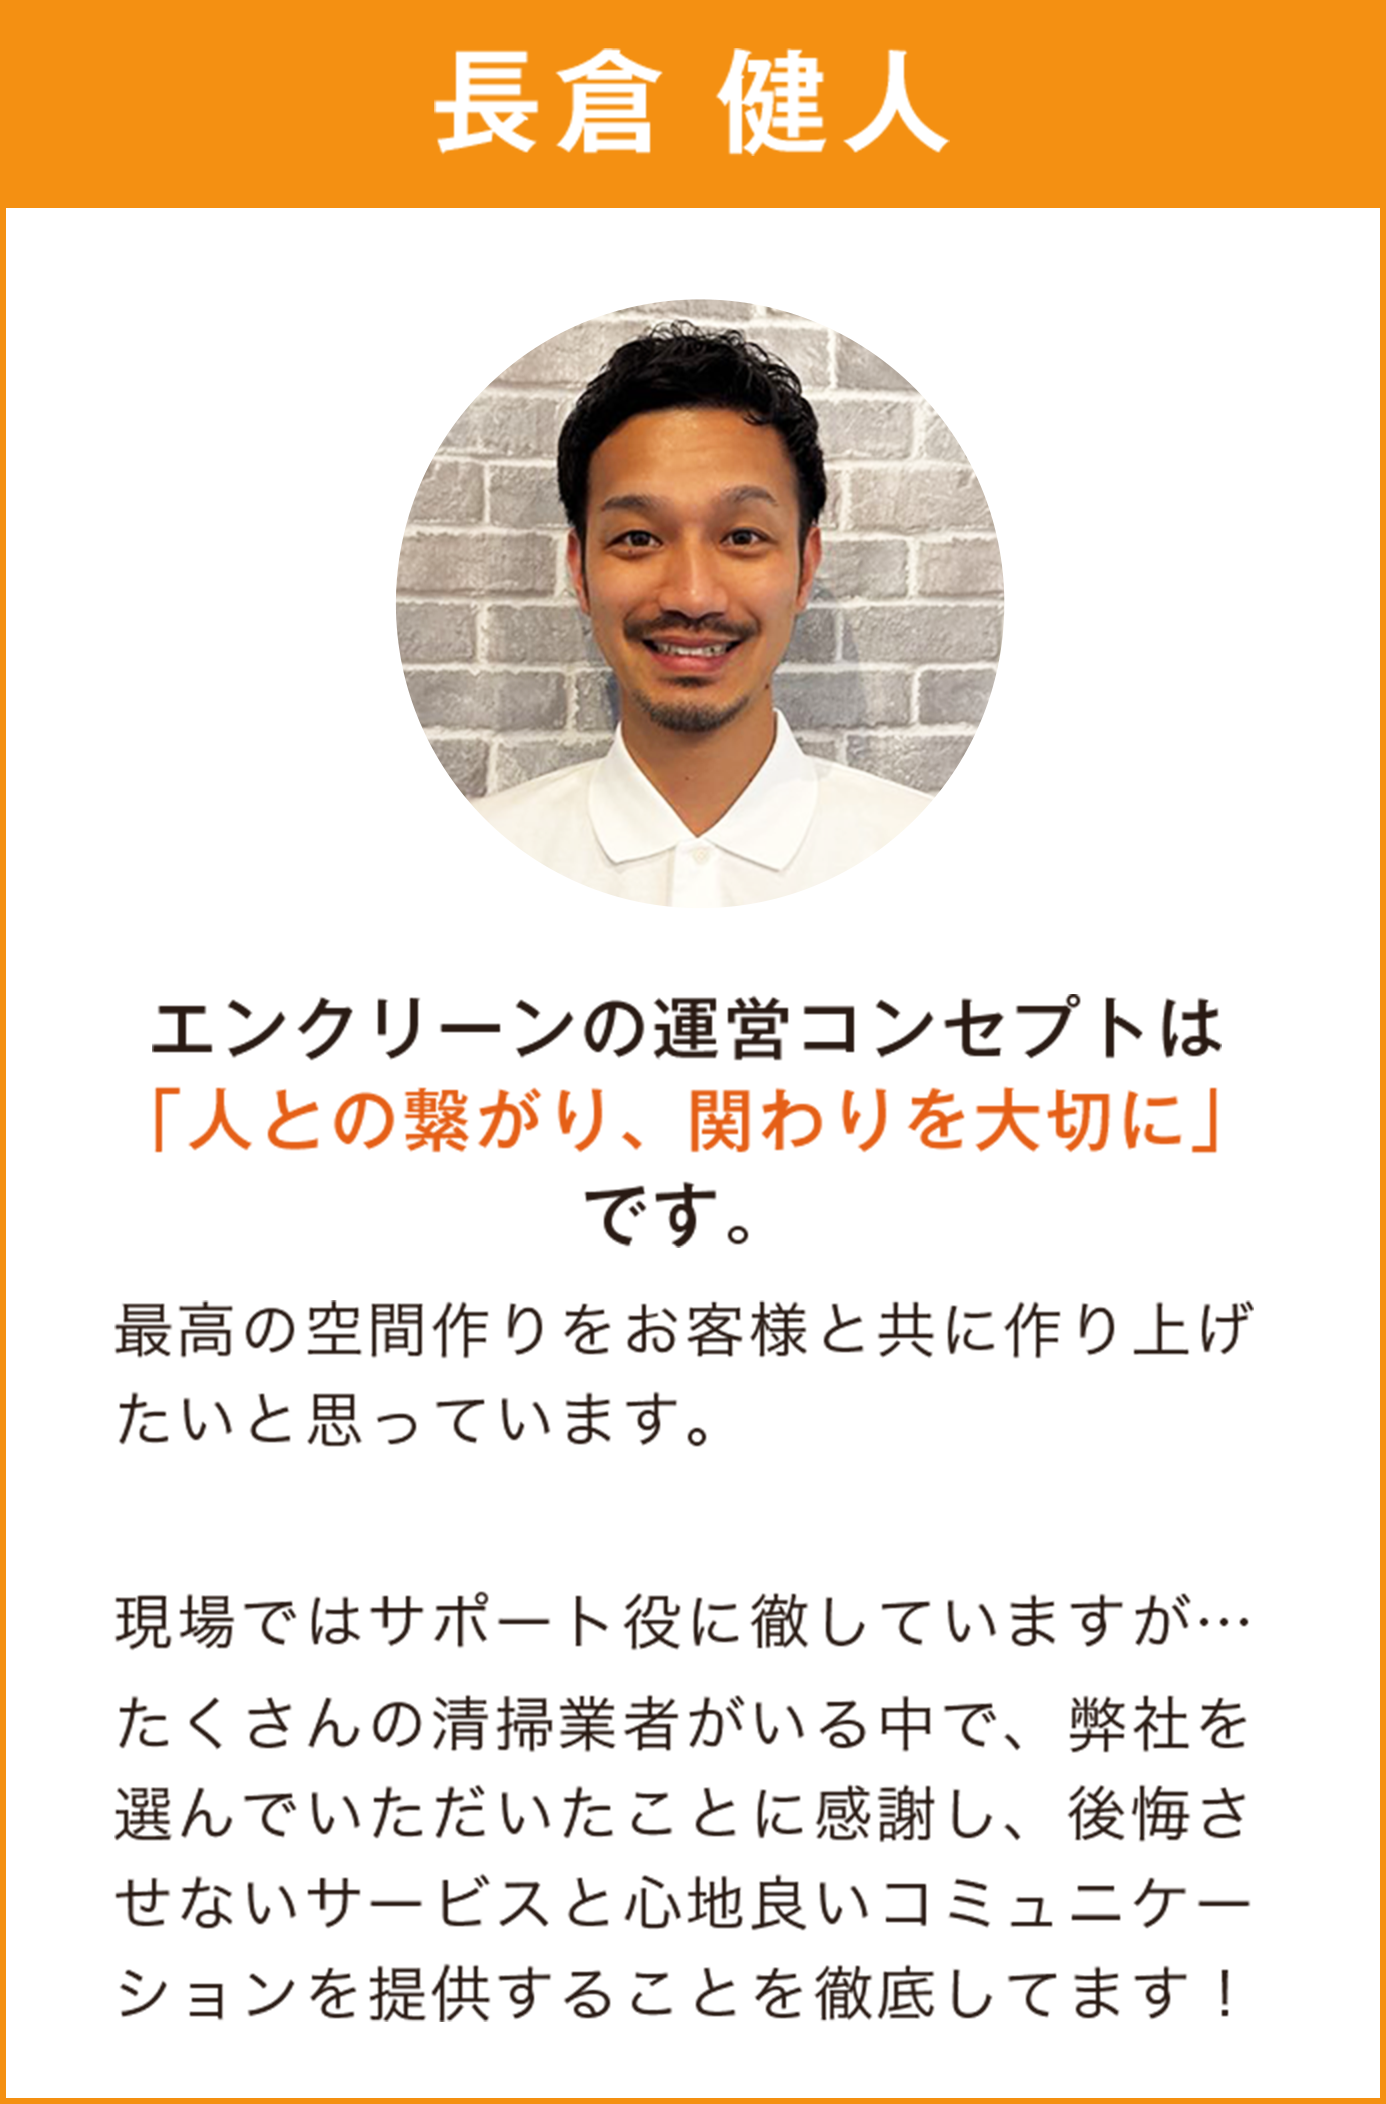 長倉 健人
エンクリーンの運営コンセプトは
「人との繋がり、関わりを大切に」
です。
最高の空間作りをお客様と共に作り上げ
たいと思っています。
現場ではサポート役に徹していますが…
たくさんの清掃業者がいる中で、弊社を
選んでいただいたことに感謝し、後悔さ
せないサービスと心地良いコミュニケー
ションを提供することを徹底してます！